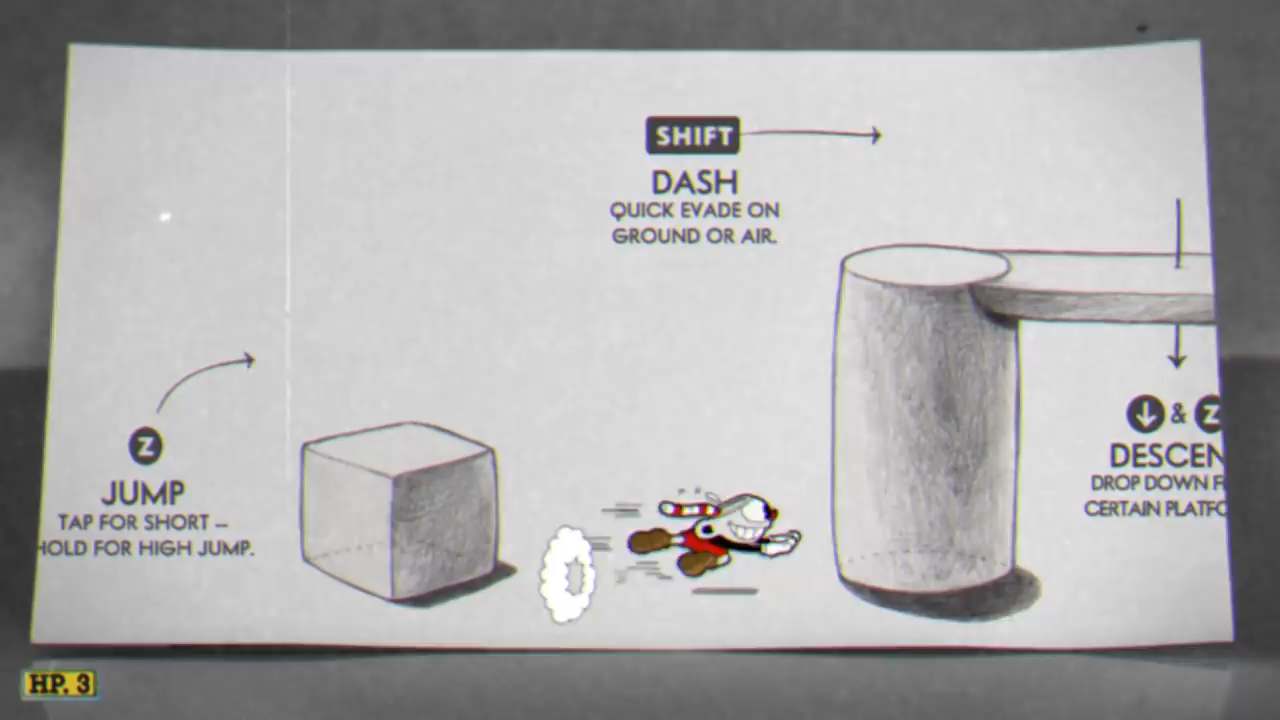 SHIFT
DASH
QUICK EVADE ON
GROUND OR AIR.
Z
JUMP
TAP FOR SHORT –
HOLD FOR HIGH JUMP.
& Z
DESCEN
DROP DOWN F
CERTAIN PLATFO
HP. 3